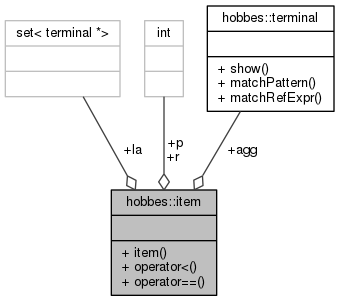 set< terminal *>
int
hobbes::terminal
+ show()
+ matchPattern()
+ matchRefExpr()
+la
+p
+r
+agg
hobbes::item
+ item()
+ operator<()
+ operator==()